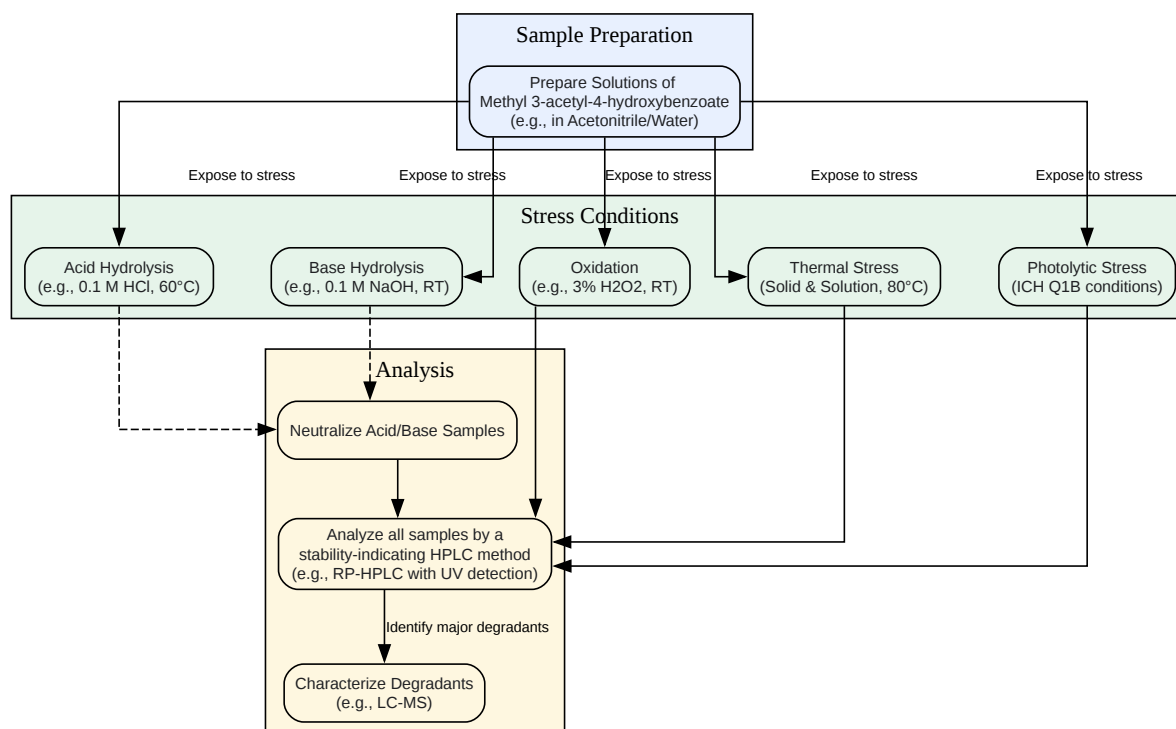 Sample Preparation
Prepare Solutions of
Methyl 3-acetyl-4-hydroxybenzoate
(e.g., in Acetonitrile/Water)
Expose to stress
Expose to stress
Expose to stress
Expose to stress
Expose to stress
Stress Conditions
Acid Hydrolysis
(e.g., 0.1 M HCl, 60°C)
Base Hydrolysis
(e.g., 0.1 M NaOH, RT)
Oxidation
(e.g., 3% H2O2, RT)
Thermal Stress
(Solid & Solution, 80°C)
Photolytic Stress
(ICH Q1B conditions)
Analysis
Neutralize Acid/Base Samples
Analyze all samples by a
stability-indicating HPLC method
(e.g., RP-HPLC with UV detection)
Identify major degradants
Characterize Degradants
(e.g., LC-MS)